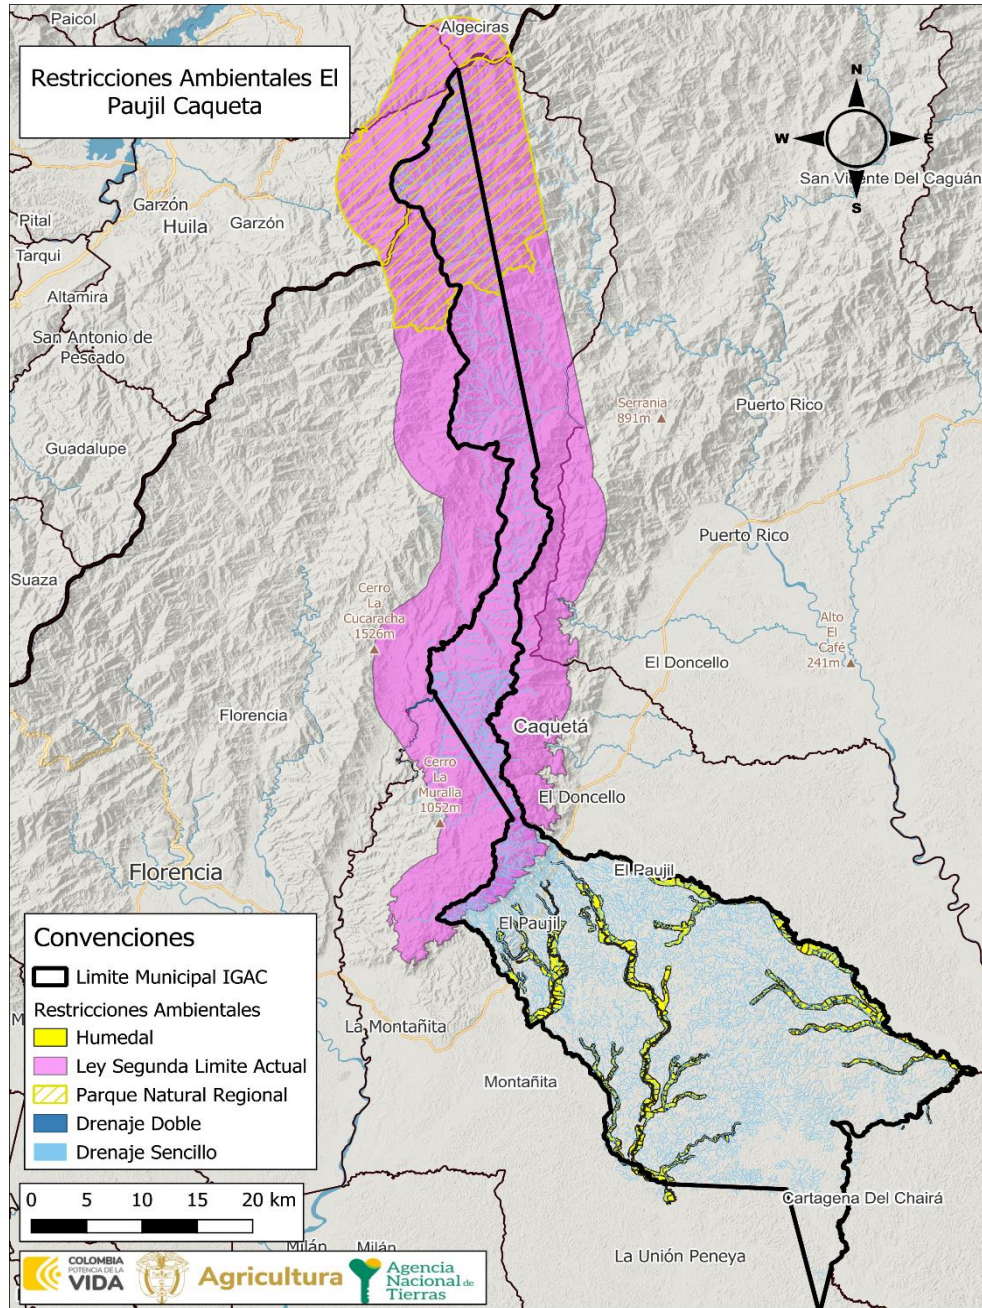 Paicol
Algeciras
Restricciones Ambientales El
Paujil Caqueta
N
W
E
S
San Vicente Del Caguán
Garzón
Pital
Huila
Garzón
Tarqui
Altamira
San Antonio de
Pescado
Serrania
891m
Puerto Rico
Guadalupe
Puerto Rico
Suaza
Cerro
La
Cucaracha
1526m
Alto
El
Café
241m
El Doncello
Florencia
Caquetá
Cerro
La
Muralla
1052m
El Doncello
Florencia
El Paujil
El Paujil
Convenciones
Limite Municipal IGAC
Restricciones Ambientales
Humedal
Ley Segunda Limite Actual
Parque Natural Regional
Drenaje Doble
Drenaje Sencillo
La Montañita
Montañita
0 5 10 15 20 km
Cartagena Del Chairá
Milán
Milán
La Unión Peneya
COLOMBIA
POTENCIA DE LA
VIDA
Agricultura
Agencia
Nacional de
Tierras